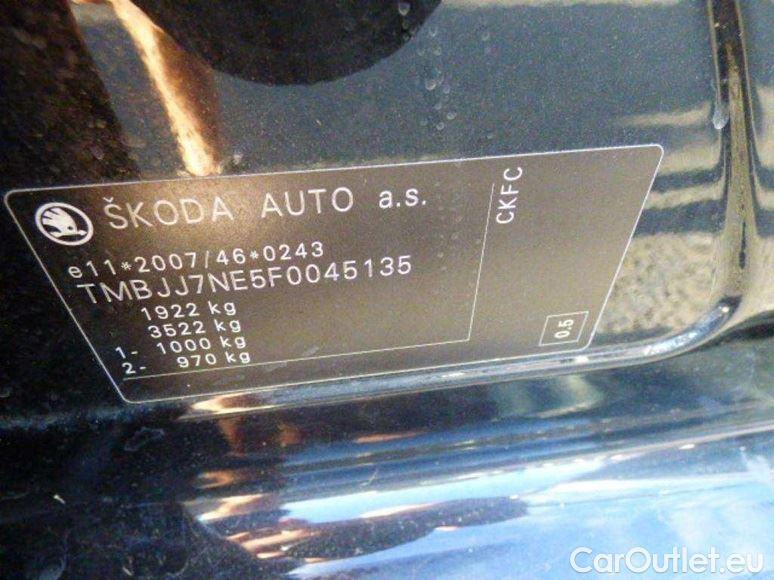 ŠKODA AUTO a.s.
e11*2007/46*0243
TMBJJ7NE5F0045135
1922 kg
3522 kg
1- 1000 kg
2- 970 kg
CKFC
0.5
CarOutlet.eu